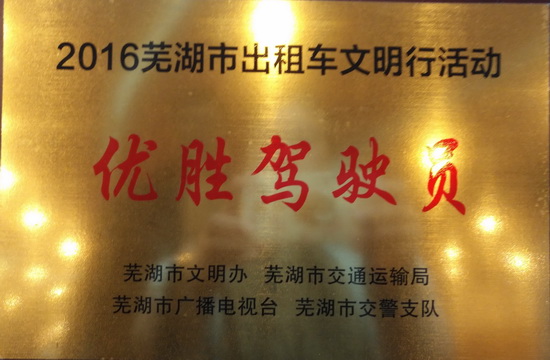 2016芜湖市出租车文明行活动
优胜驾驶员
芜湖市文明办 芜湖市交通运输局
芜湖市广播电视台 芜湖市交警支队